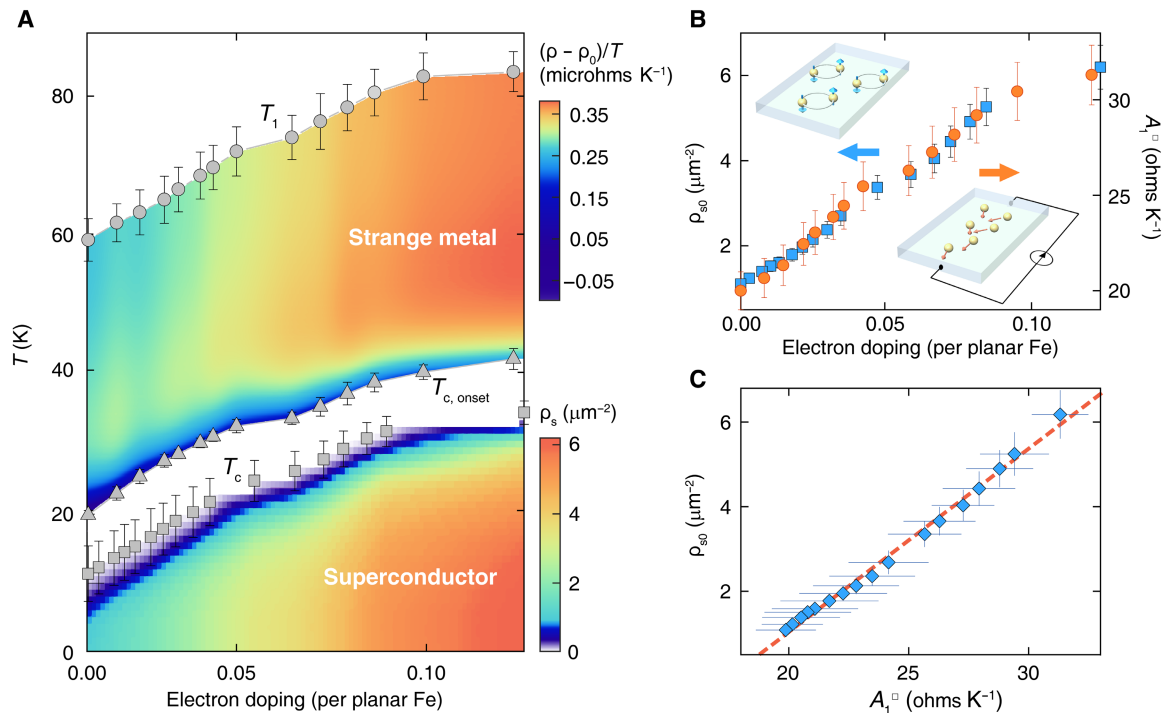 A
80
60
40
20
0
T (K)
0.00
0.05
0.10
Electron doping (per planar Fe)
T1
Strange metal
Tc, onset
Tc
Superconductor
(ρ – ρ0)/T
(microhms K−1)
0.35
0.25
0.15
0.05
−0.05
ρs (μm−2)
6
4
2
0
B
6
4
2
ρs0 (μm−2)
30
25
20
A1□ (ohms K−1)
0.00
0.05
0.10
Electron doping (per planar Fe)
C
6
4
2
ρs0 (μm−2)
20
25
30
A1□ (ohms K−1)